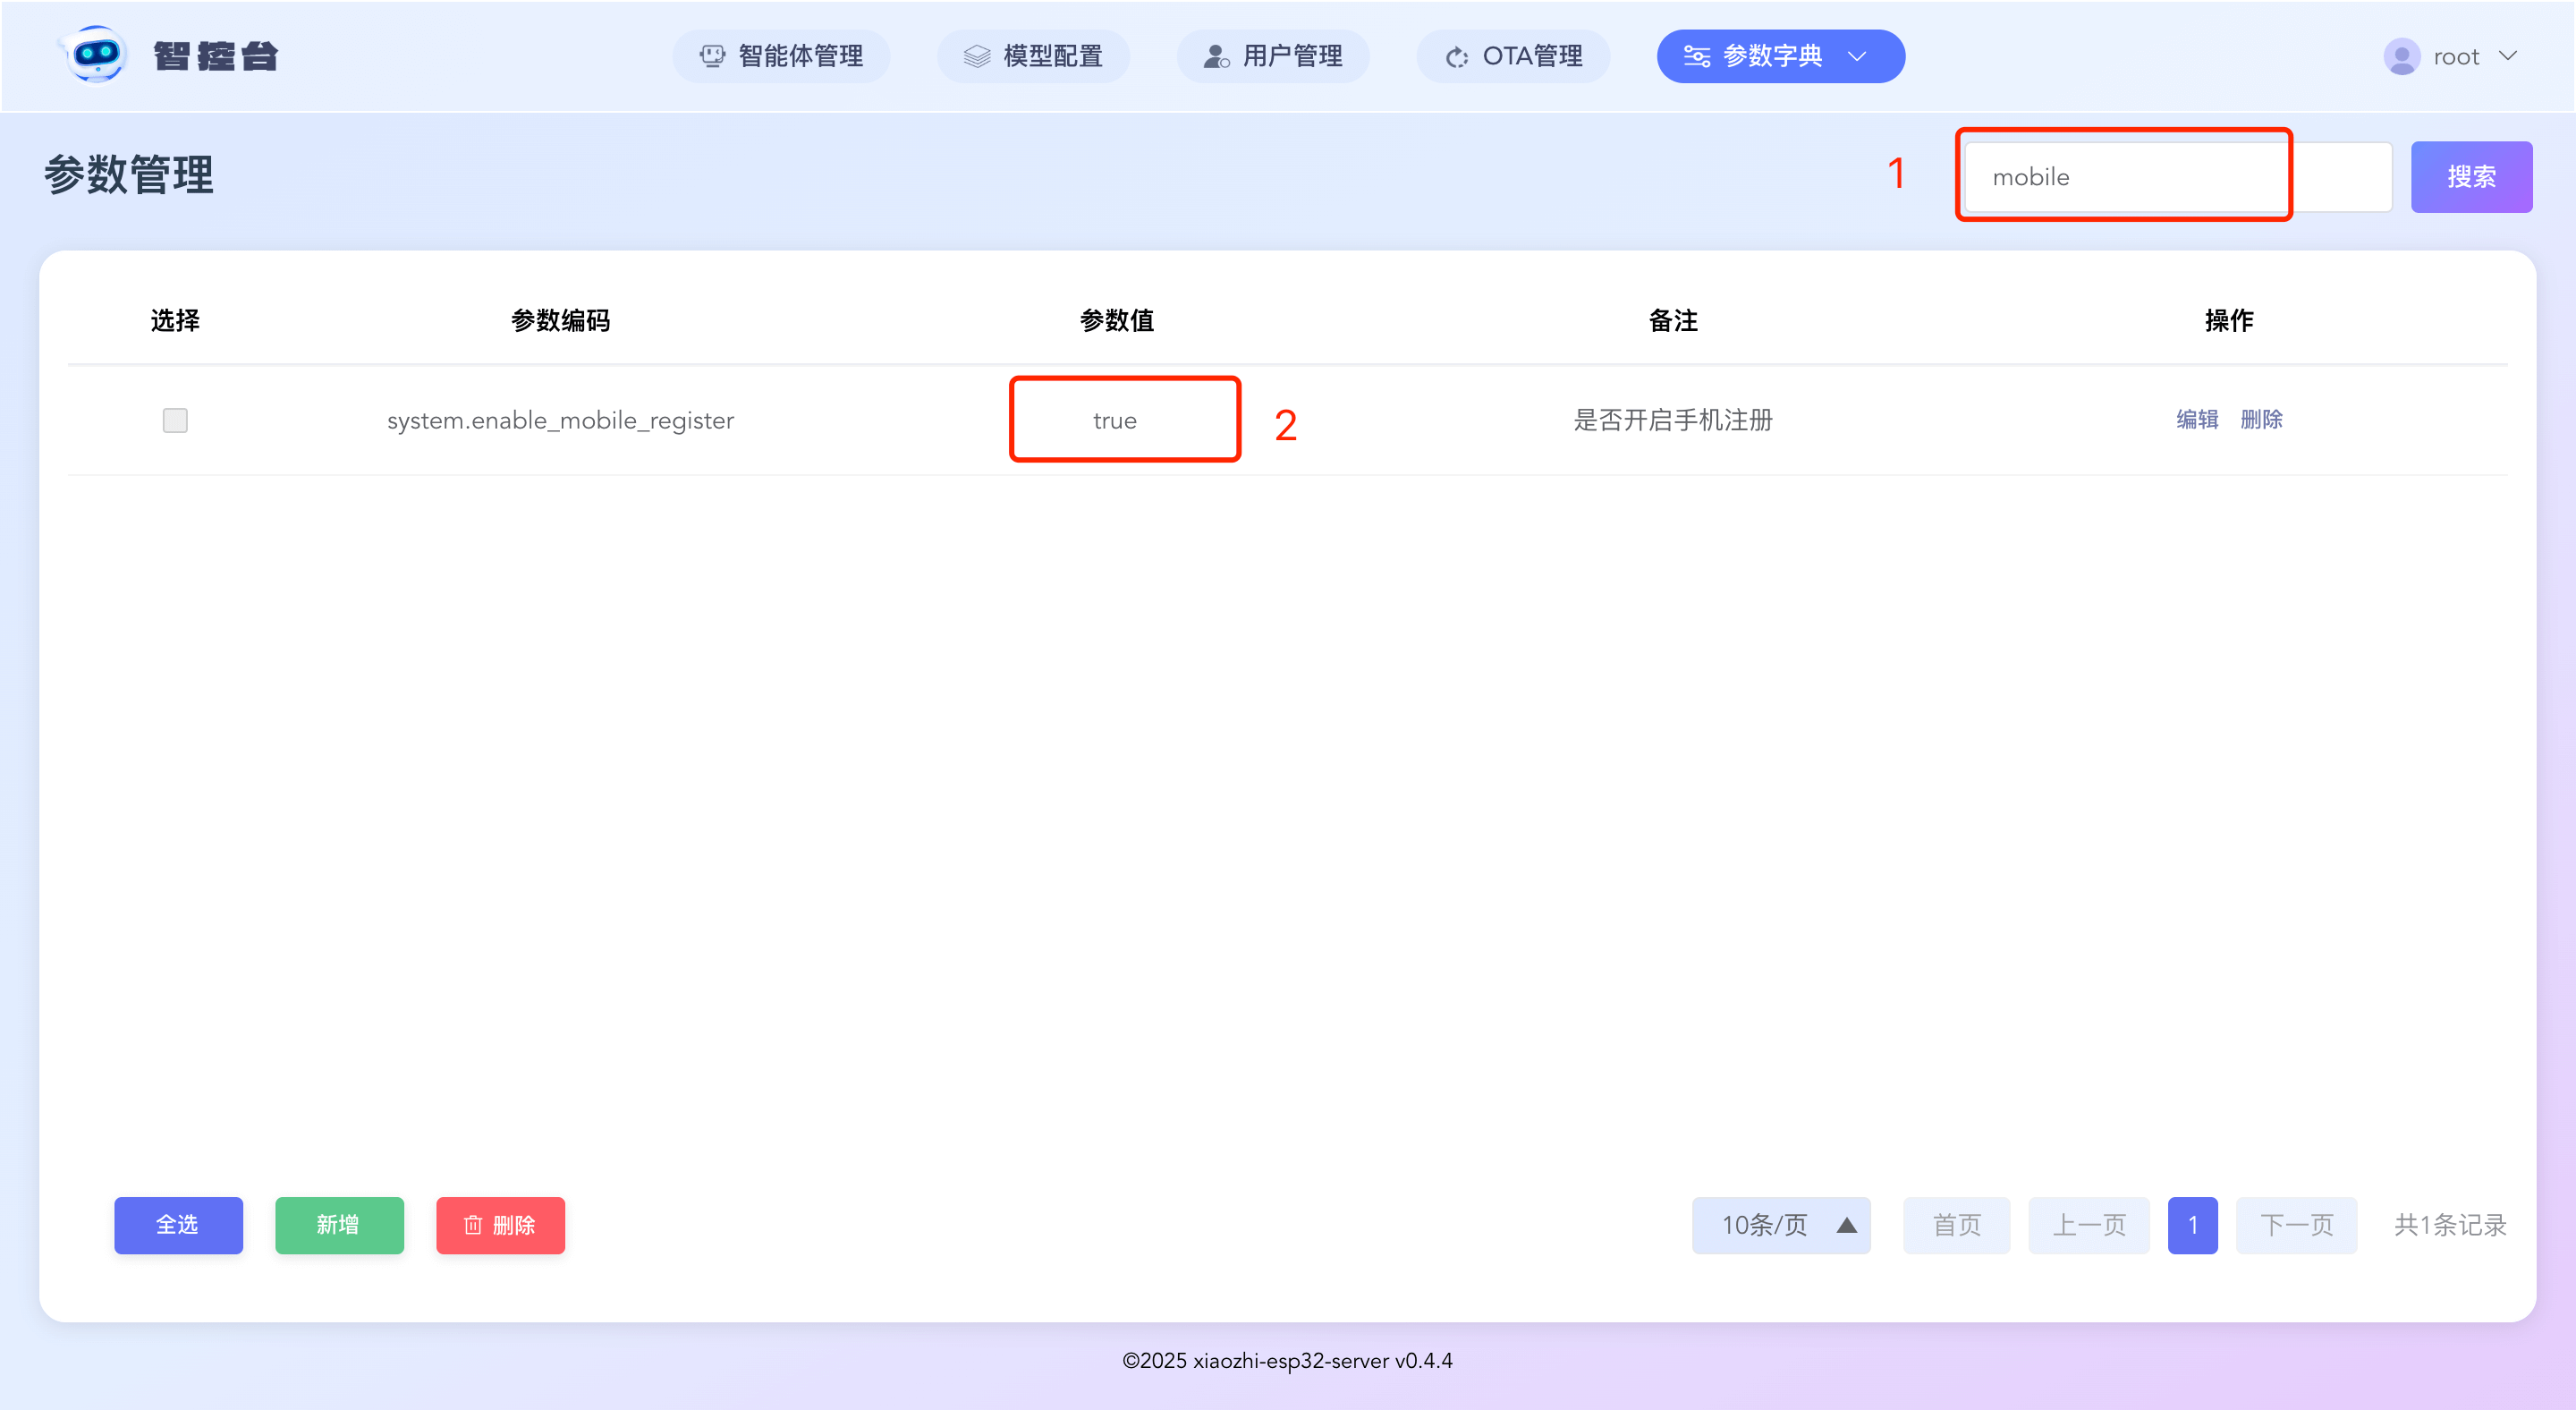 智控台
智能体管理
模型配置
用户管理
OTA管理
参数字典
root
参数管理
1
mobile
搜索
选择 参数编码 参数值 备注 操作
system.enable_mobile_register true 2 是否开启手机注册 编辑 删除
全选 新增 删除 10条/页 首页 上一页 1 下一页 共1条记录
©2025 xiaozhi-esp32-server v0.4.4